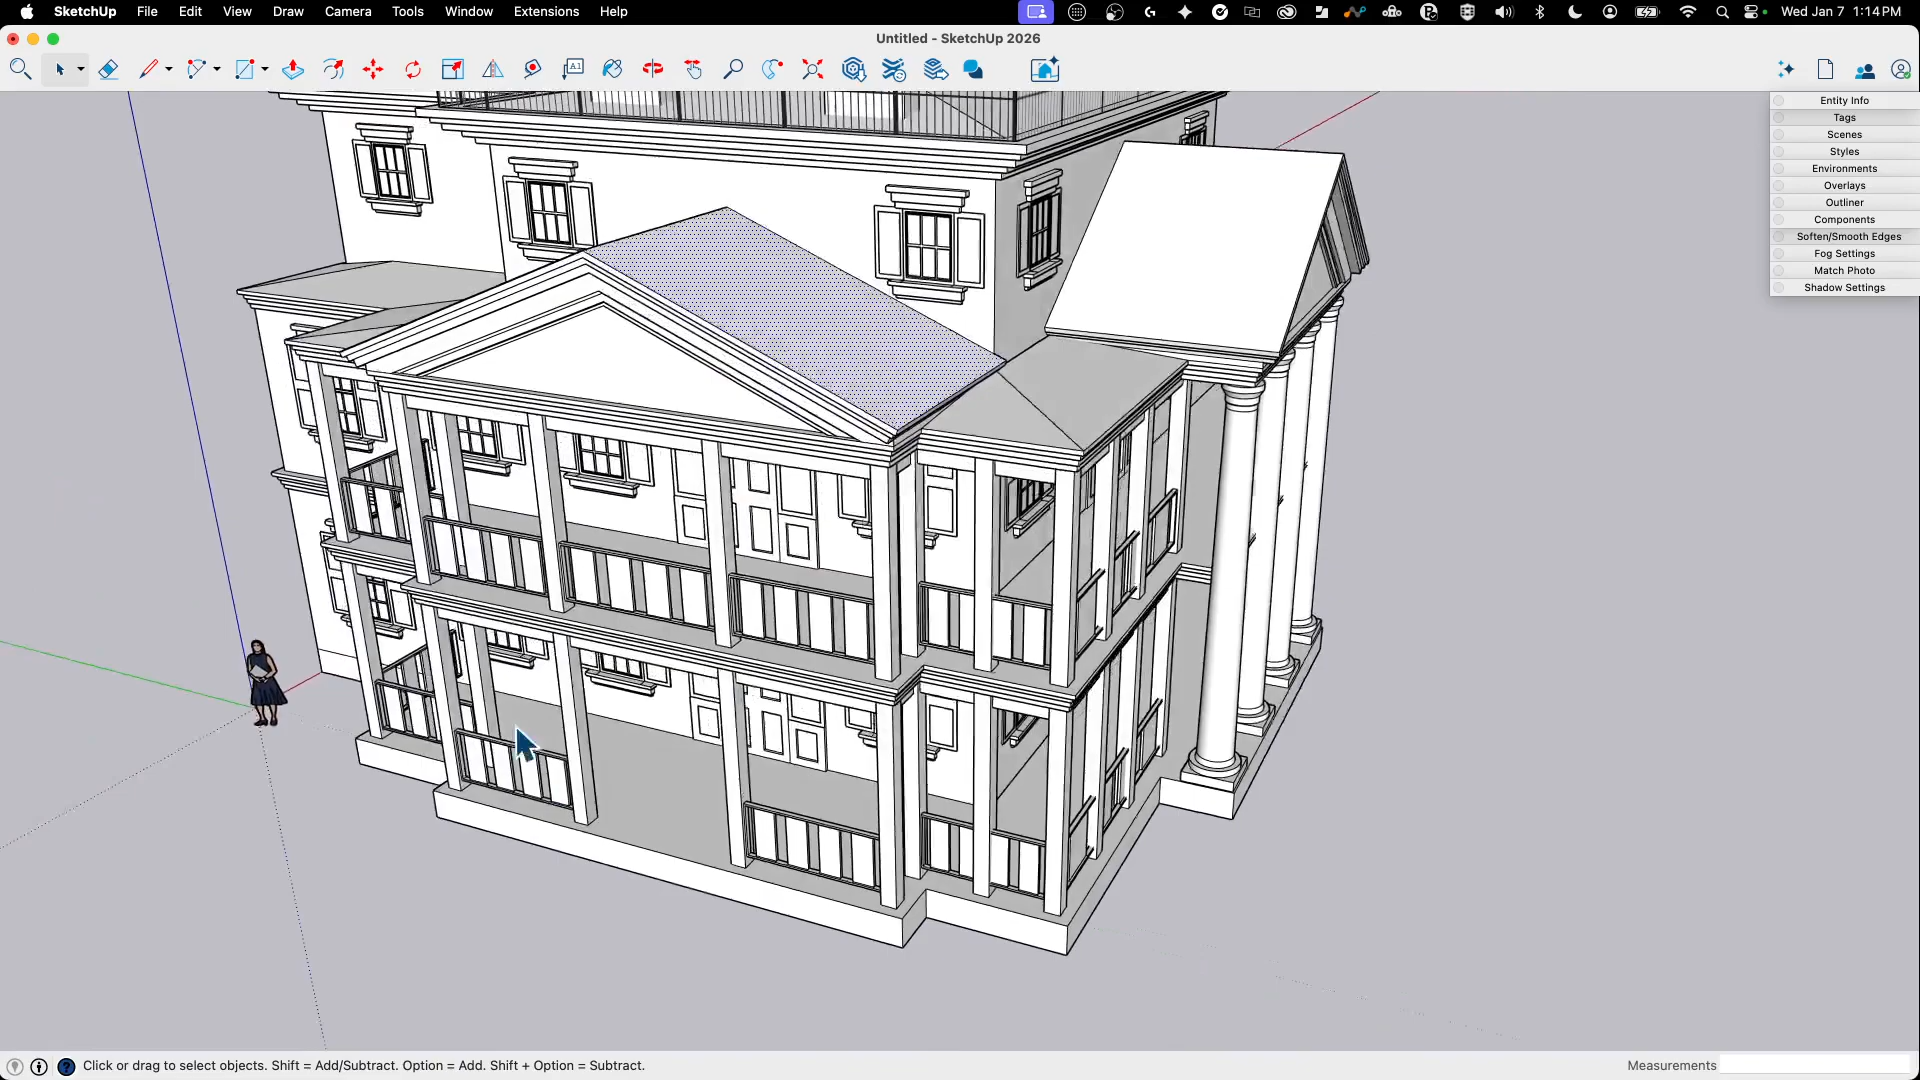 SketchUp File Edit View Draw Camera Tools Window Extensions Help
Wed Jan 7 1:14 PM
Untitled - SketchUp 2026
A1
Entity Info
Tags
Scenes
Styles
Environments
Overlays
Outliner
Components
Soften/Smooth Edges
Fog Settings
Match Photo
Shadow Settings
Click or drag to select objects. Shift = Add/Subtract. Option = Add. Shift + Option = Subtract.
Measurements